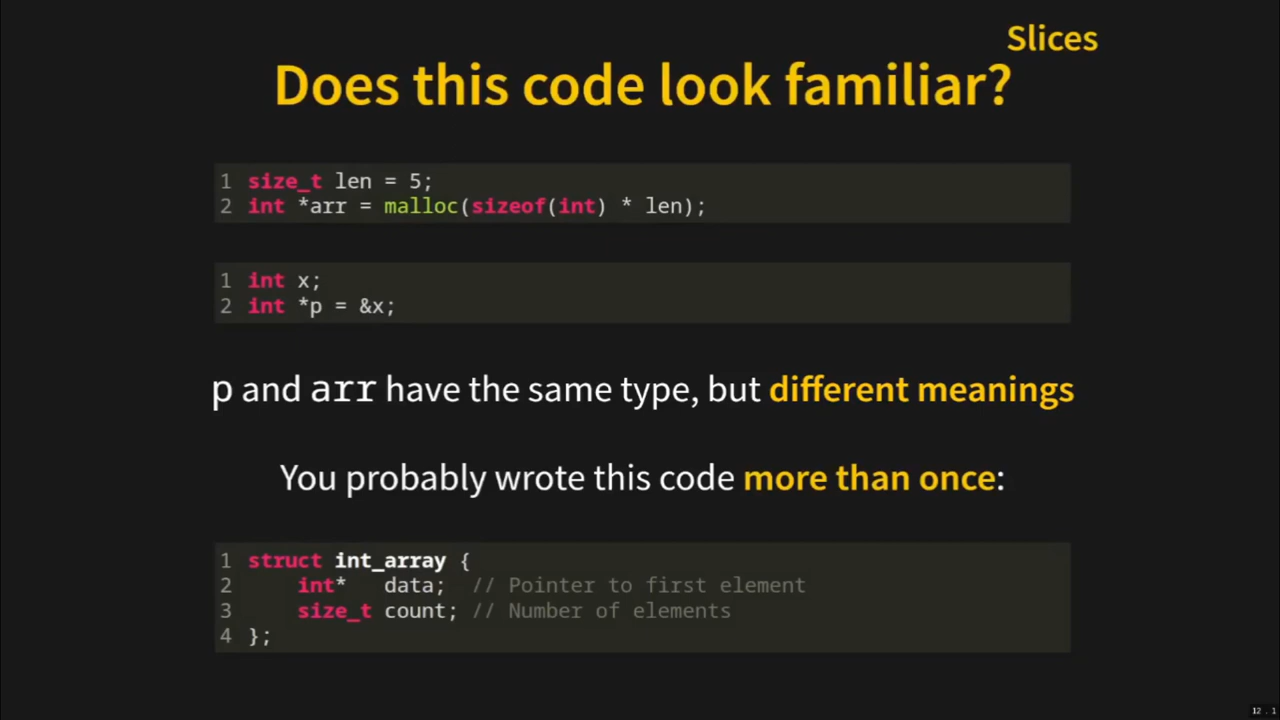 Slices
Does this code look familiar?
1 size_t len = 5;
2 int *arr = malloc(sizeof(int) * len);
1 int x;
2 int *p = &x;
p and arr have the same type, but different meanings
You probably wrote this code more than once:
1 struct int_array {
2     int*   data;  // Pointer to first element
3     size_t count; // Number of elements
4 };
12 . 1